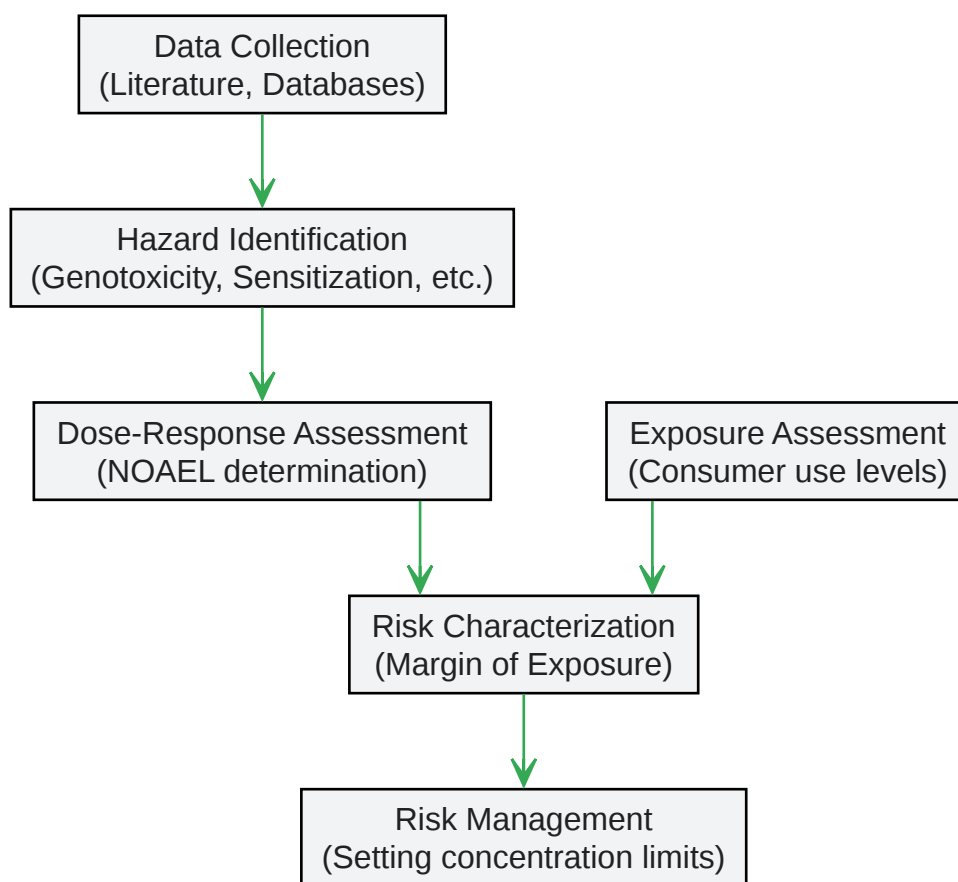 Data Collection
(Literature, Databases)
Hazard Identification
(Genotoxicity, Sensitization, etc.)
Dose-Response Assessment
(NOAEL determination)
Exposure Assessment
(Consumer use levels)
Risk Characterization
(Margin of Exposure)
Risk Management
(Setting concentration limits)